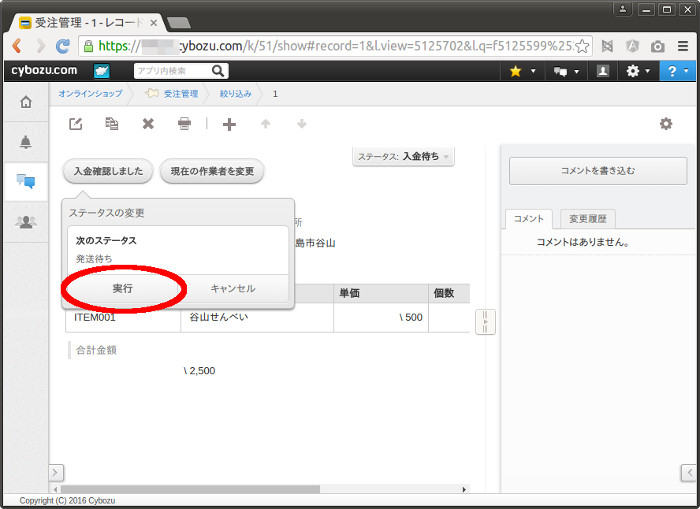 受注管理 - 1 - レコード
https://cybozu.com/k/51/show#record=1&l.view=5125702&l.q=f5125599%25
cybozu.com
アプリ内検索
オンラインショップ
受注管理
絞り込み
1
ステータス: 入金待ち
入金確認しました
現在の作業者を変更
コメントを書き込む
ステータスの変更
次のステータス
発送待ち
実行
キャンセル
所
島市谷山
コメント
変更履歴
コメントはありません。
単価
個数
ITEM001
谷山せんべい
\ 500
合計金額
\ 2,500
Copyright (C) 2016 Cybozu